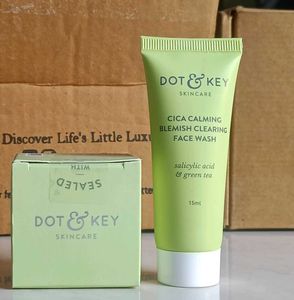 Discover Life's Little Luxu
SEALED
WITH
DOT & KEY
SKINCARE
DOT & KEY
SKINCARE
CICA CALMING
BLEMISH CLEARING
FACE WASH
salicylic acid
& green tea
15ml